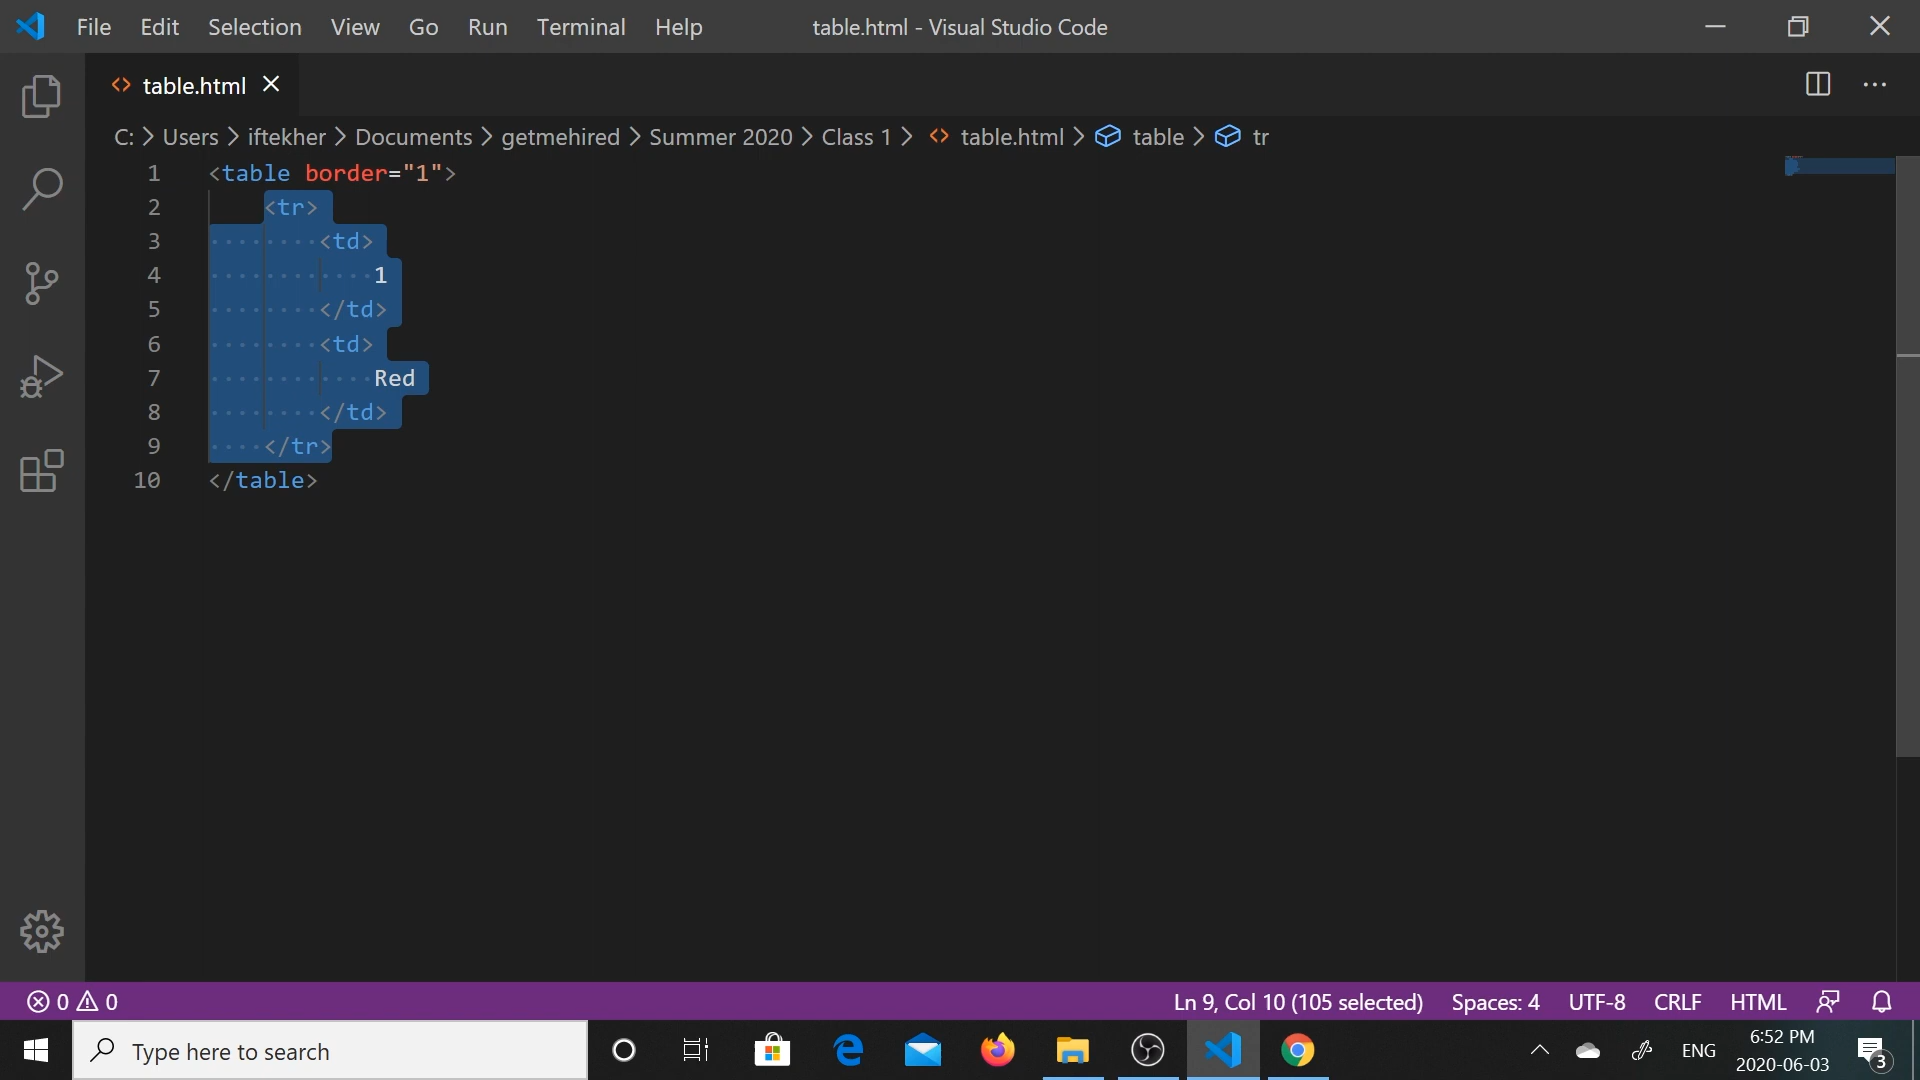 File Edit Selection View Go Run Terminal Help table.html - Visual Studio Code
table.html
C: > Users > iftekher > Documents > getmehired > Summer 2020 > Class 1 > table.html > table > tr
1 <table border="1">
2 <tr>
3 <td>
4 1
5 </td>
6 <td>
7 Red
8 </td>
9 </tr>
10 </table>
0 0 Ln 9, Col 10 (105 selected) Spaces: 4 UTF-8 CRLF HTML
Type here to search ENG 6:52 PM
2020-06-03 3